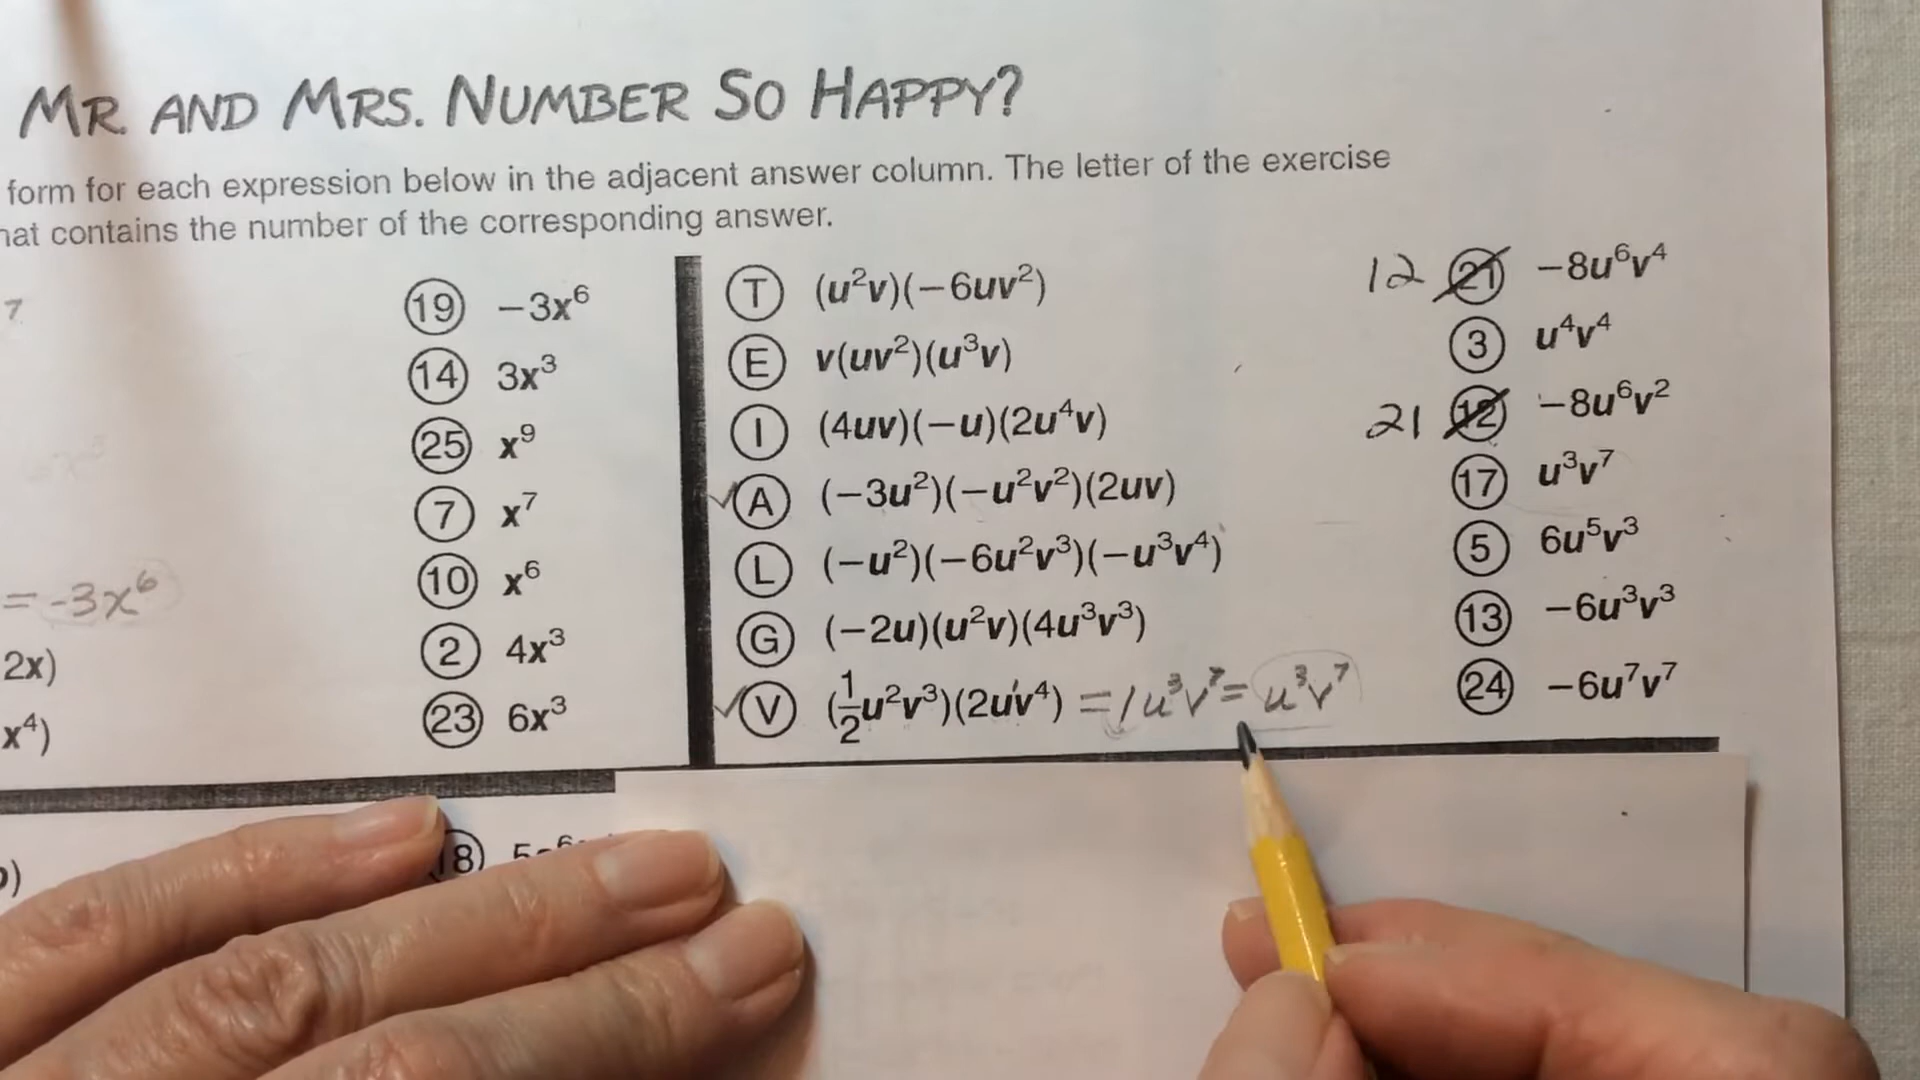 MR. AND MRS. NUMBER SO HAPPY?
form for each expression below in the adjacent answer column. The letter of the exercise
hat contains the number of the corresponding answer.
7
= -3x⁶
2x)
x⁴)
19 −3x⁶
14 3x³
25 x⁹
7 x⁷
10 x⁶
2 4x³
23 6x³
T (u²v)(−6uv²)
E v(uv²)(u³v)
I (4uv)(−u)(2u⁴v)
✓ A (−3u²)(−u²v²)(2uv)
L (−u²)(−6u²v³)(−u³v⁴)
G (−2u)(u²v)(4u³v³)
✓ V (½u²v³)(2uv⁴) = 1u³v⁷ = u³v⁷
12 21 −8u⁶v⁴
3 u⁴v⁴
21 12 −8u⁶v²
17 u³v⁷
5 6u⁵v³
13 −6u³v³
24 −6u⁷v⁷